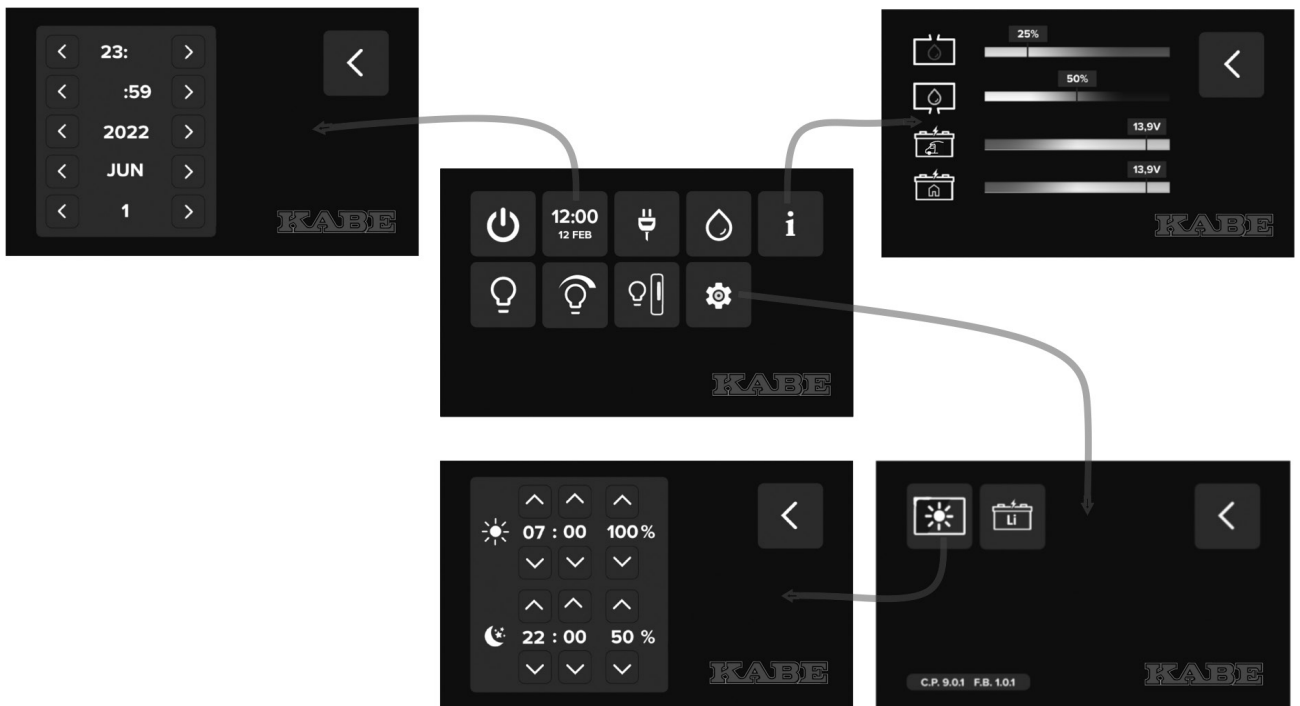 23:
:59
2022
JUN
1
KABE
25%
50%
13,9V
13,9V
KABE
12:00
12 FEB
i
KABE
07 : 00 100 %
22 : 00 50 %
KABE
Li
C.P. 9.0.1 F.B. 1.0.1
KABE